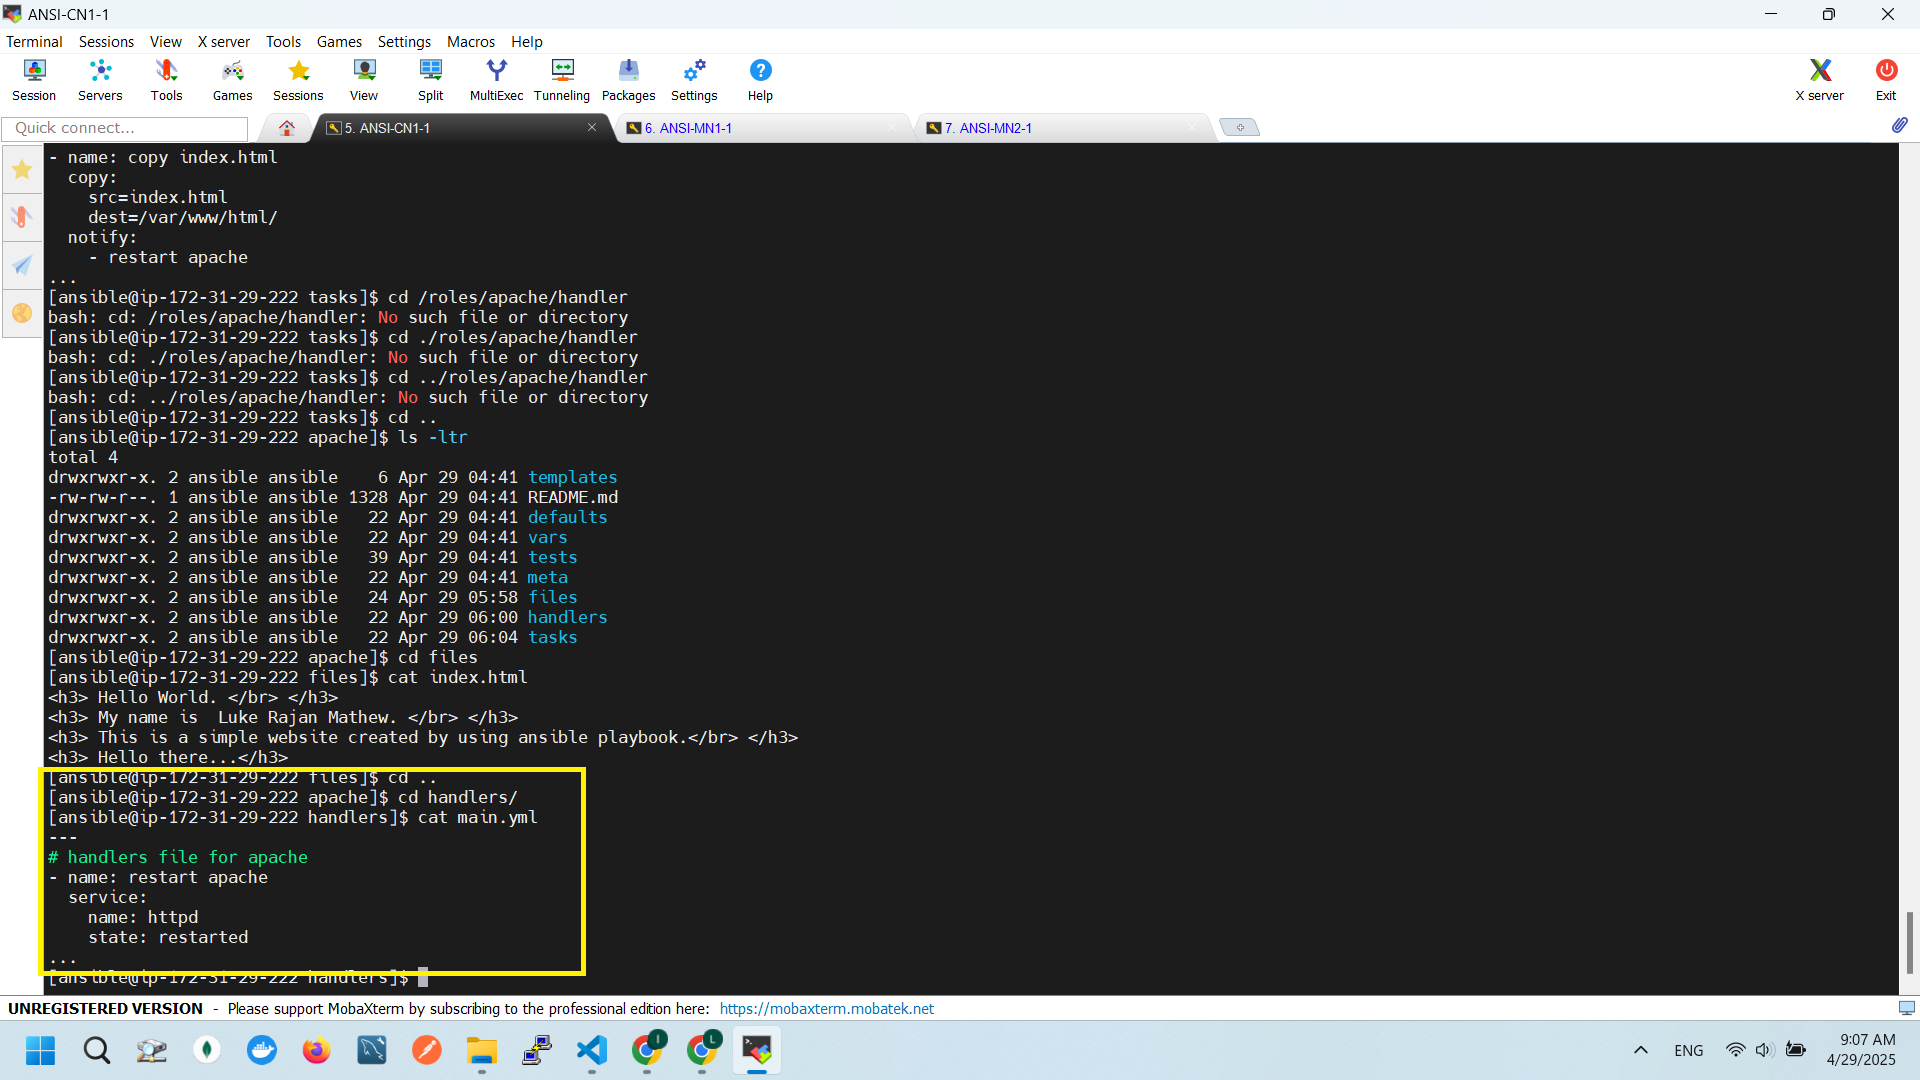 ANSI-CN1-1
Terminal Sessions View X server Tools Games Settings Macros Help
Session Servers Tools Games Sessions View Split MultiExec Tunneling Packages Settings Help X server Exit
Quick connect... 5. ANSI-CN1-1 6. ANSI-MN1-1 7. ANSI-MN2-1
- name: copy index.html
  copy:
    src=index.html
    dest=/var/www/html/
  notify:
    - restart apache
...
[ansible@ip-172-31-29-222 tasks]$ cd /roles/apache/handler
bash: cd: /roles/apache/handler: No such file or directory
[ansible@ip-172-31-29-222 tasks]$ cd ./roles/apache/handler
bash: cd: ./roles/apache/handler: No such file or directory
[ansible@ip-172-31-29-222 tasks]$ cd ../roles/apache/handler
bash: cd: ../roles/apache/handler: No such file or directory
[ansible@ip-172-31-29-222 tasks]$ cd ..
[ansible@ip-172-31-29-222 apache]$ ls -ltr
total 4
drwxrwxr-x. 2 ansible ansible    6 Apr 29 04:41 templates
-rw-rw-r--. 1 ansible ansible 1328 Apr 29 04:41 README.md
drwxrwxr-x. 2 ansible ansible   22 Apr 29 04:41 defaults
drwxrwxr-x. 2 ansible ansible   22 Apr 29 04:41 vars
drwxrwxr-x. 2 ansible ansible   39 Apr 29 04:41 tests
drwxrwxr-x. 2 ansible ansible   22 Apr 29 04:41 meta
drwxrwxr-x. 2 ansible ansible   24 Apr 29 05:58 files
drwxrwxr-x. 2 ansible ansible   22 Apr 29 06:00 handlers
drwxrwxr-x. 2 ansible ansible   22 Apr 29 06:04 tasks
[ansible@ip-172-31-29-222 apache]$ cd files
[ansible@ip-172-31-29-222 files]$ cat index.html
<h3> Hello World. </br> </h3>
<h3> My name is  Luke Rajan Mathew. </br> </h3>
<h3> This is a simple website created by using ansible playbook.</br> </h3>
<h3> Hello there...</h3>
[ansible@ip-172-31-29-222 files]$ cd ..
[ansible@ip-172-31-29-222 apache]$ cd handlers/
[ansible@ip-172-31-29-222 handlers]$ cat main.yml
---
# handlers file for apache
- name: restart apache
  service:
    name: httpd
    state: restarted
...
[ansible@ip-172-31-29-222 handlers]$
UNREGISTERED VERSION - Please support MobaXterm by subscribing to the professional edition here: https://mobaxterm.mobatek.net
I L ENG 9:07 AM
4/29/2025